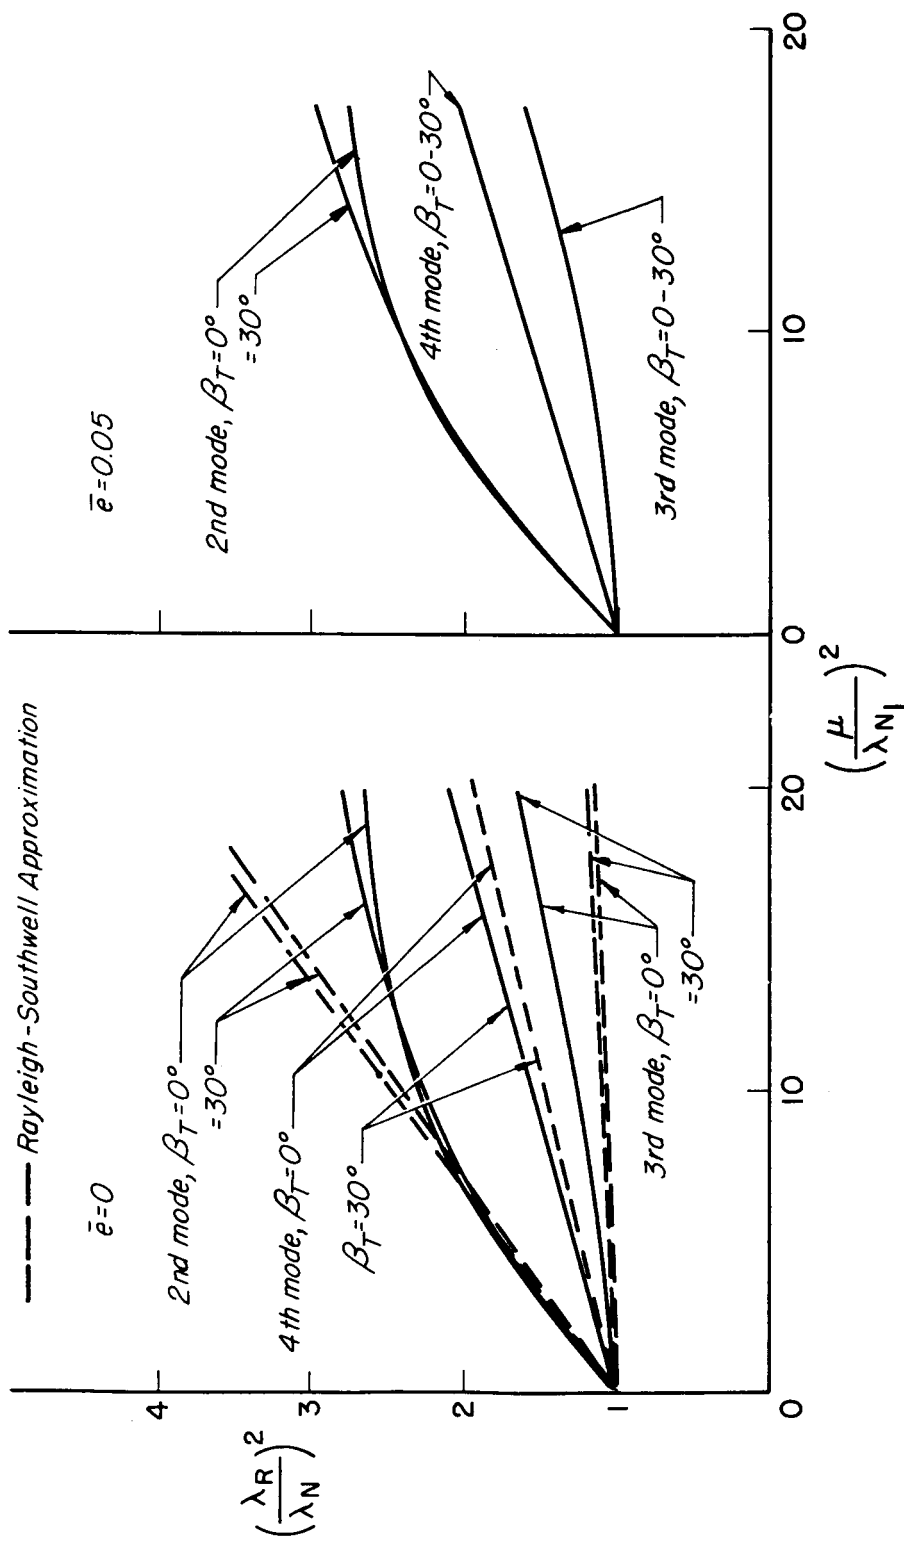 — — — Rayleigh-Southwell Approximation
ē=0
2nd mode, β_T=0°
=30°
4th mode, β_T=0°
β_T=30°
3rd mode, β_T=0°
=30°
(λ_R/λ_N)²
4
3
2
1
0
10
20
(μ/λ_N₁)²
ē=0.05
2nd mode, β_T=0°
=30°
4th mode, β_T=0-30°
3rd mode, β_T=0-30°
0
10
20